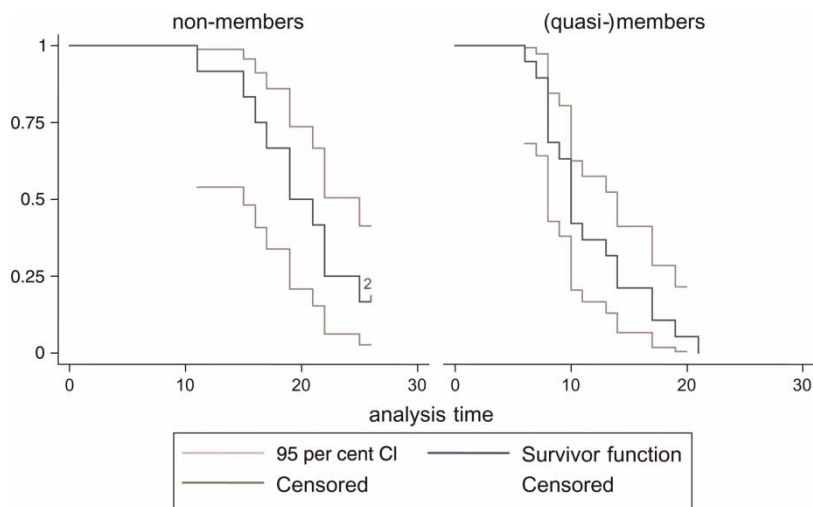 non-members
(quasi-)members
1
0.75
0.5
0.25
0
2
0 10 20 30
0 10 20 30
analysis time
95 per cent CI
Survivor function
Censored
Censored